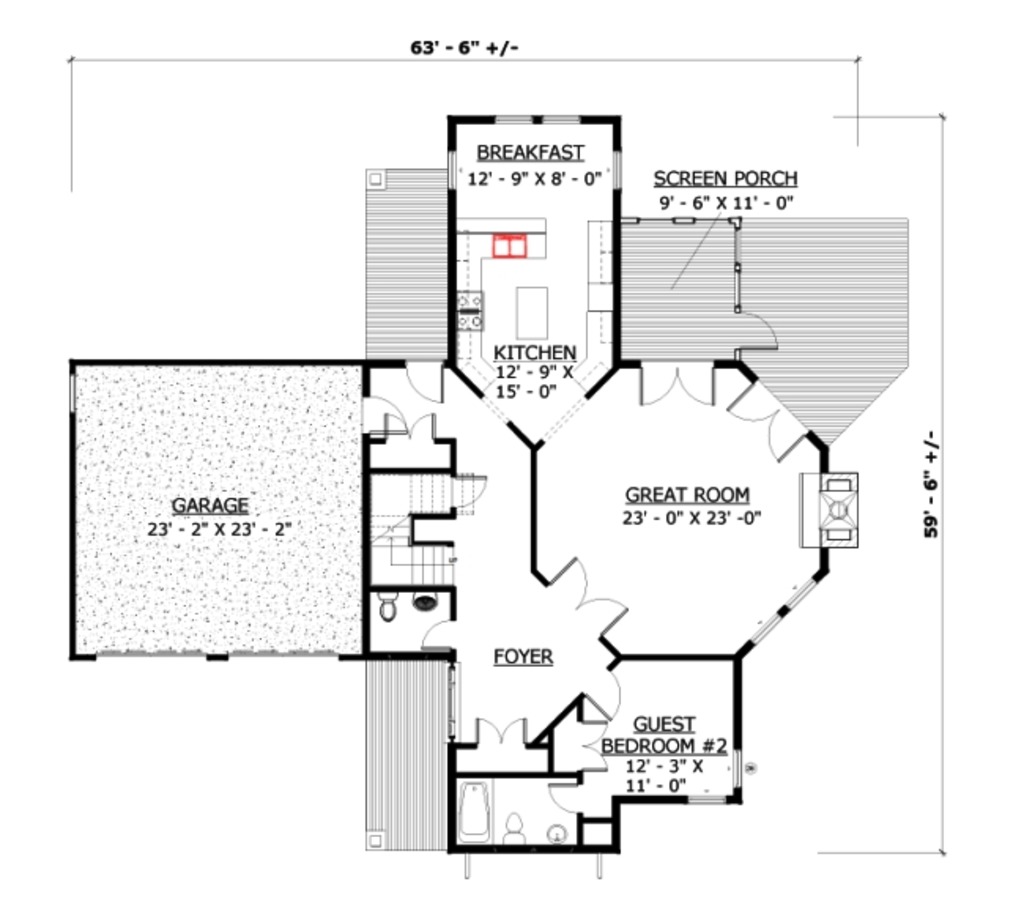 63' - 6" +/-
BREAKFAST
12' - 9" X 8' - 0"
SCREEN PORCH
9' - 6" X 11' - 0"
KITCHEN
12' - 9" X
15' - 0"
GARAGE
23' - 2" X 23' - 2"
GREAT ROOM
23' - 0" X 23' -0"
59' - 6" +/-
FOYER
GUEST
BEDROOM #2
12' - 3" X
11' - 0"